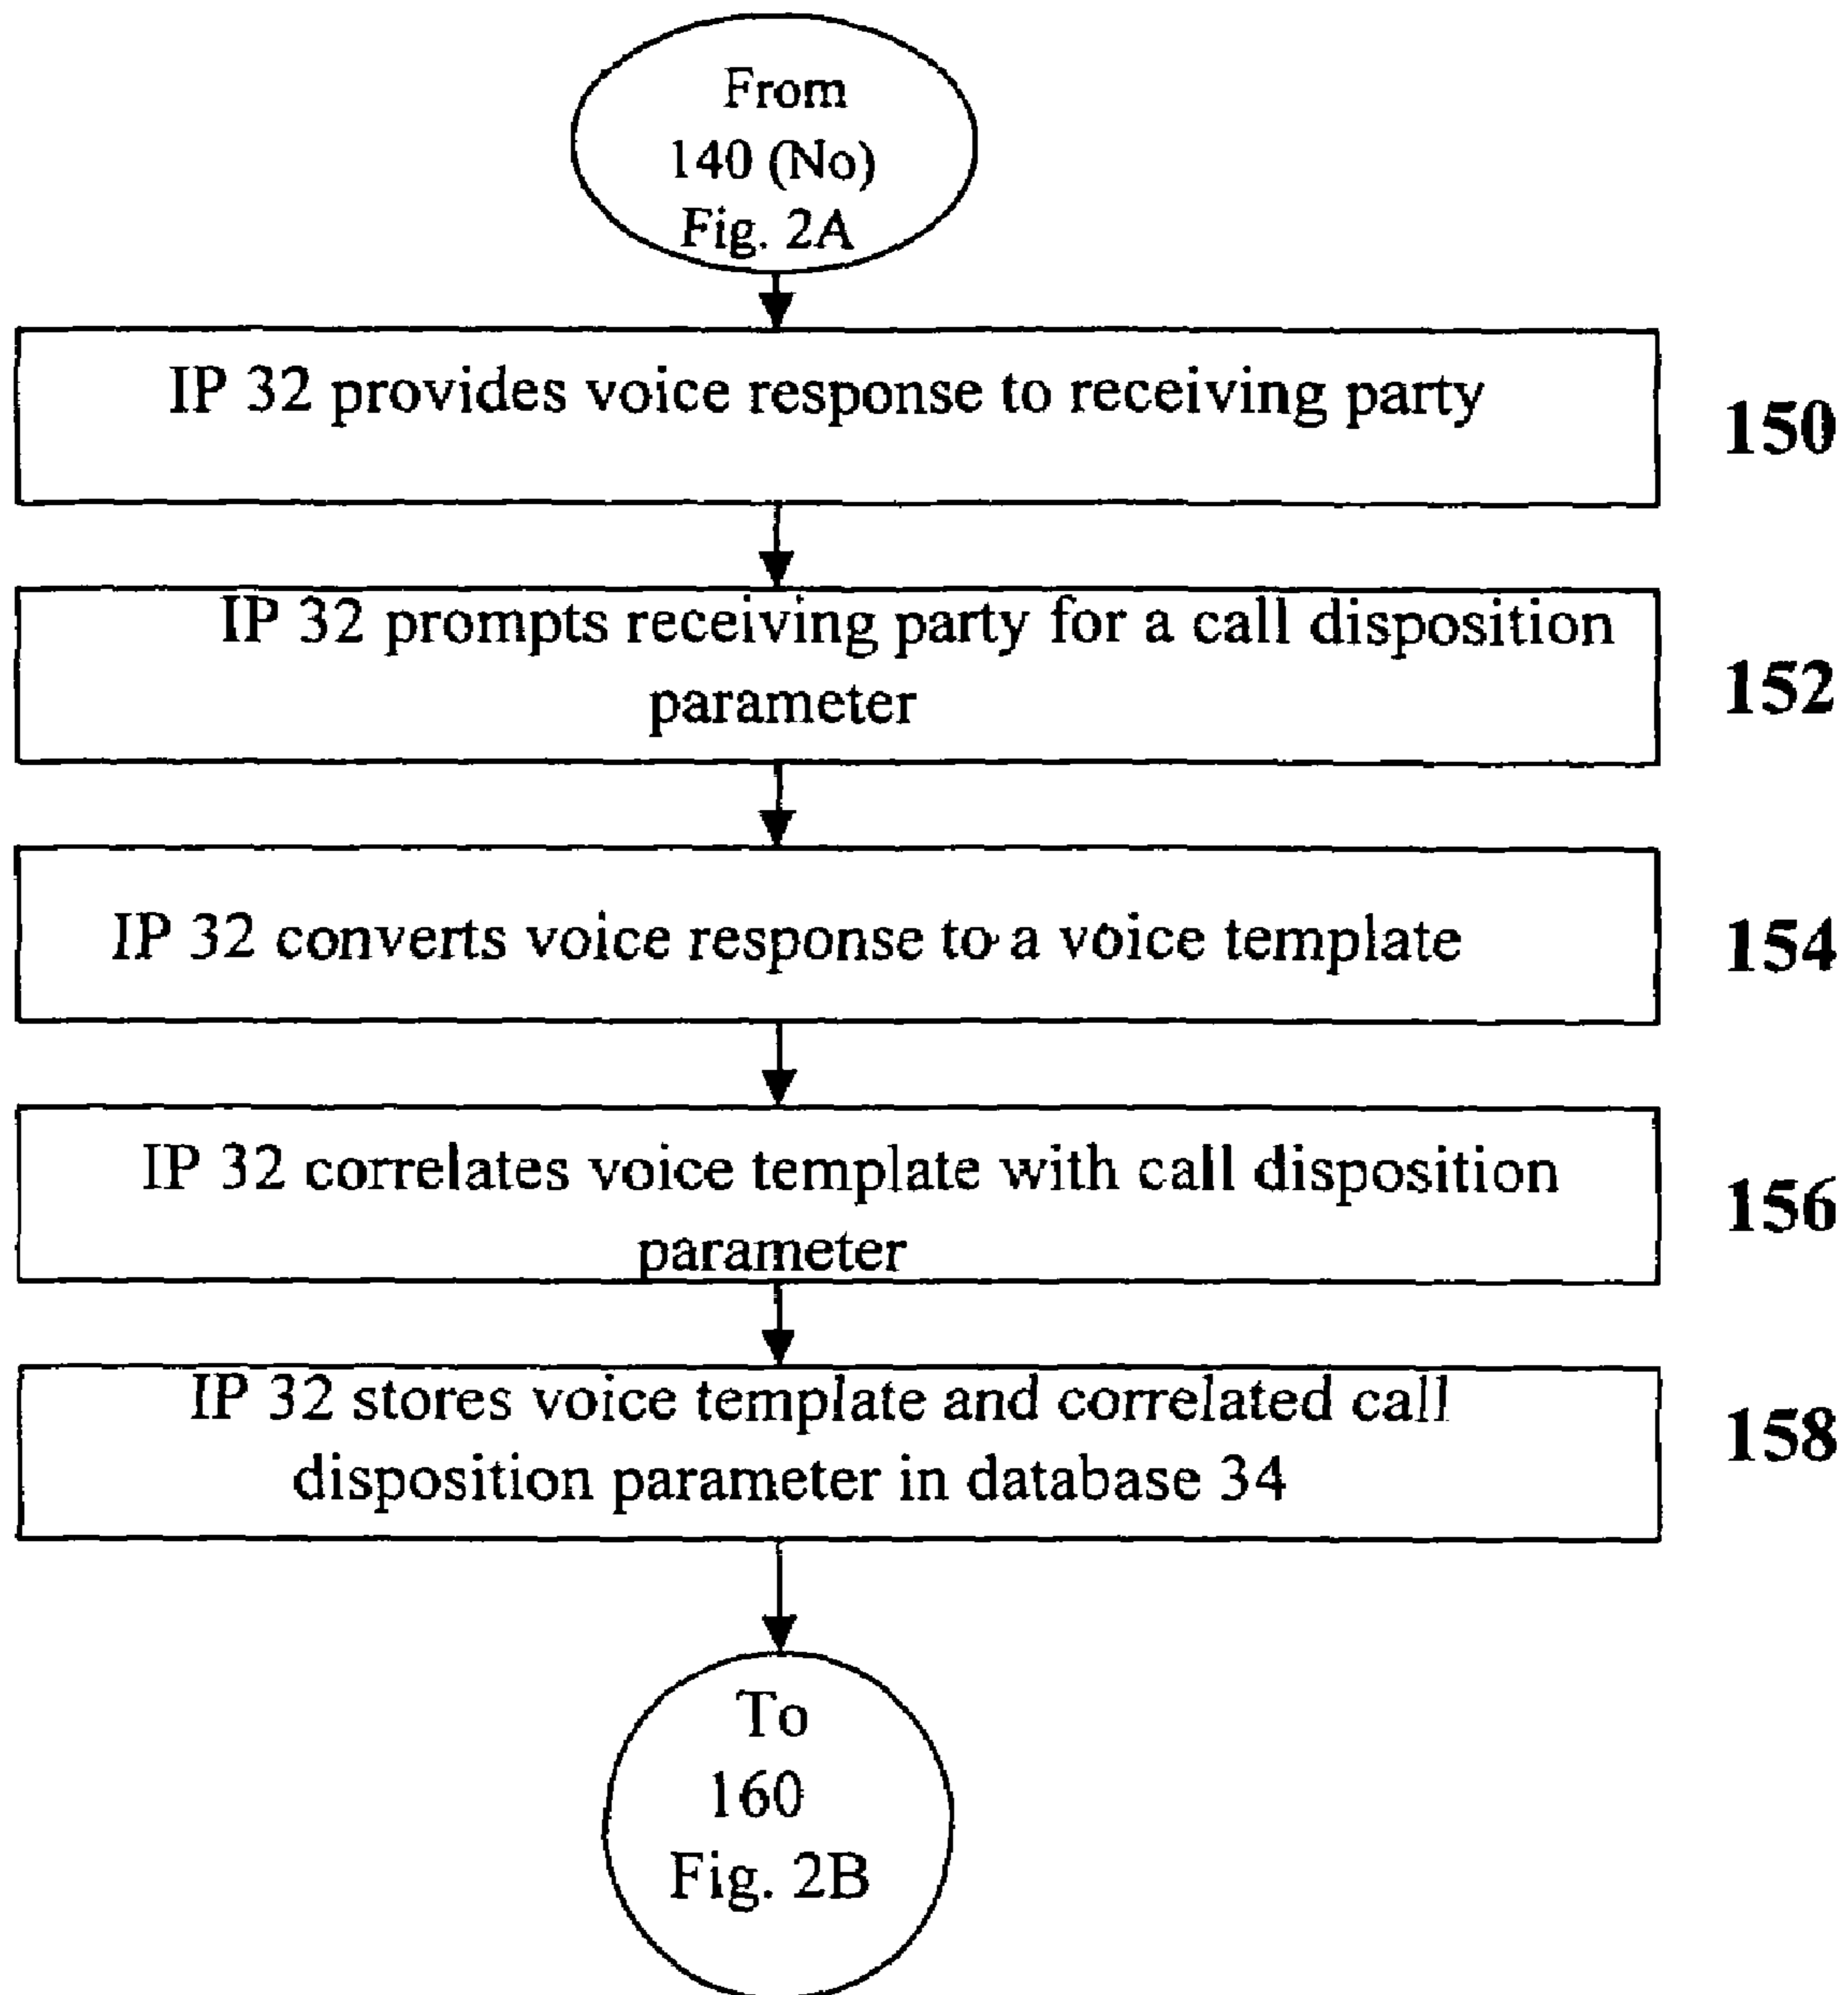 From
140 (No)
Fig. 2A
IP 32 provides voice response to receiving party
150
IP 32 prompts receiving party for a call disposition
parameter
152
IP 32 converts voice response to a voice template
154
IP 32 correlates voice template with call disposition
parameter
156
IP 32 stores voice template and correlated call
disposition parameter in database 34
158
To
160
Fig. 2B